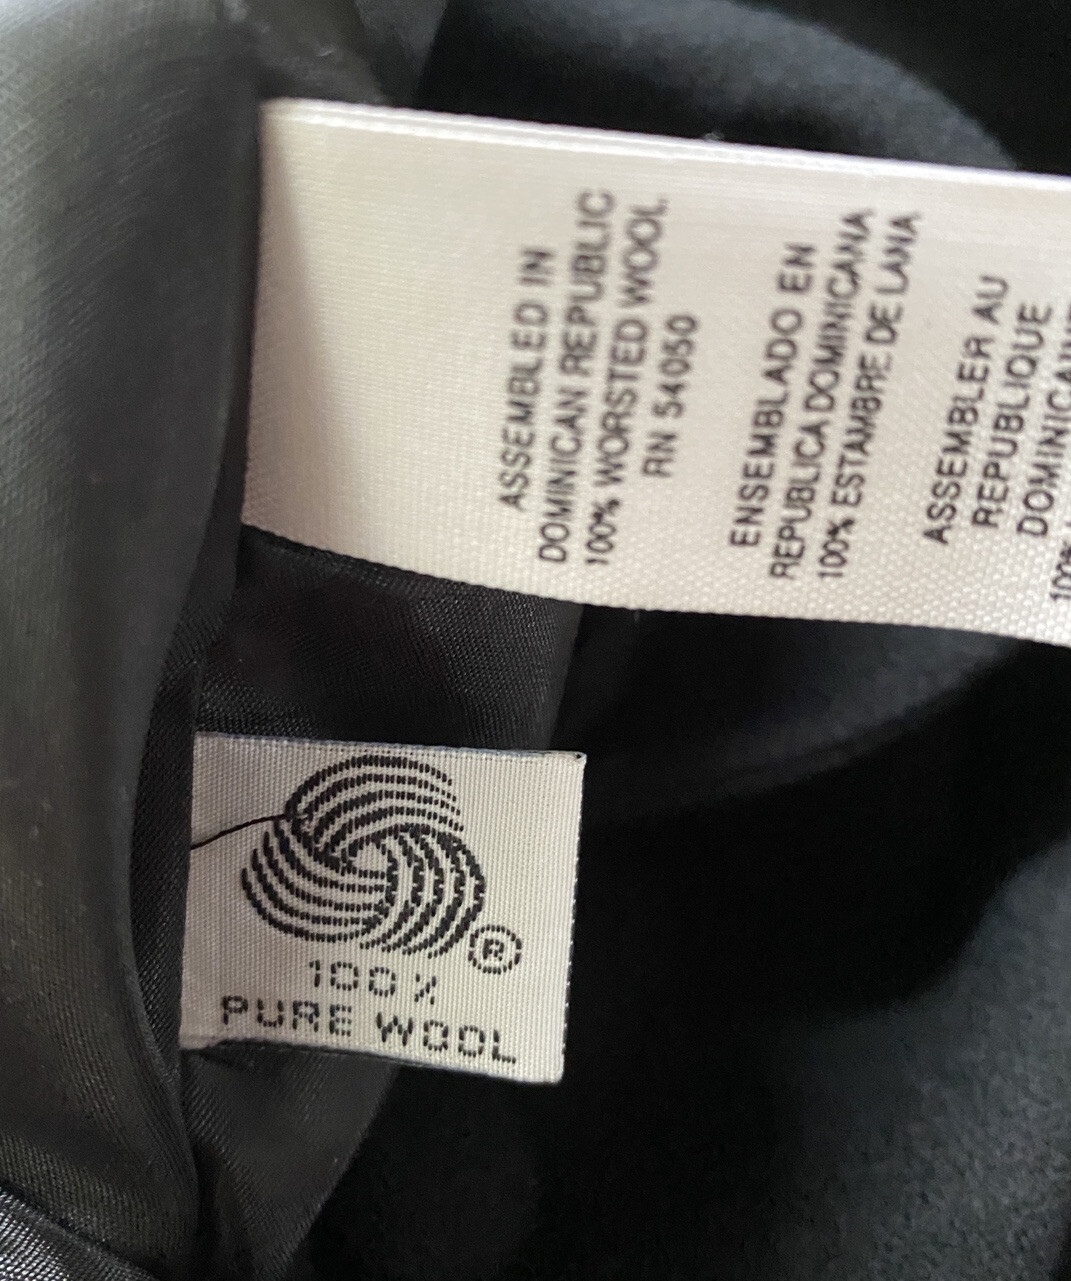 ASSEMBLED IN
DOMINICAN REPUBLIC
100% WORSTED WOOL
RN 54050
ENSEMBLADO EN
REPUBLICA DOMINICANA
100% ESTAMBRE DE LANA
ASSEMBLER AU
REPUBLIQUE
100%
®
100%
PURE WOOL